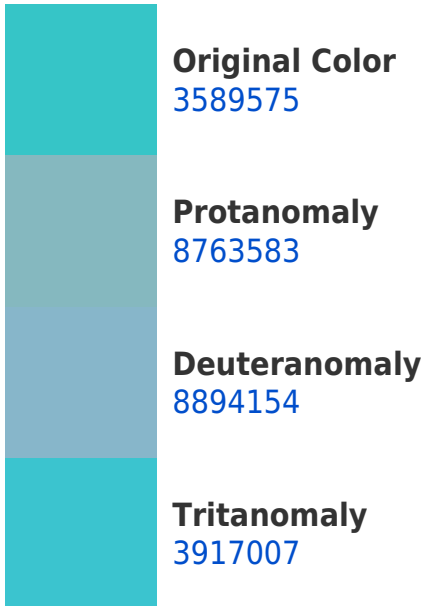 Original Color
3589575
Protanomaly
8763583
Deuteranomaly
8894154
Tritanomaly
3917007